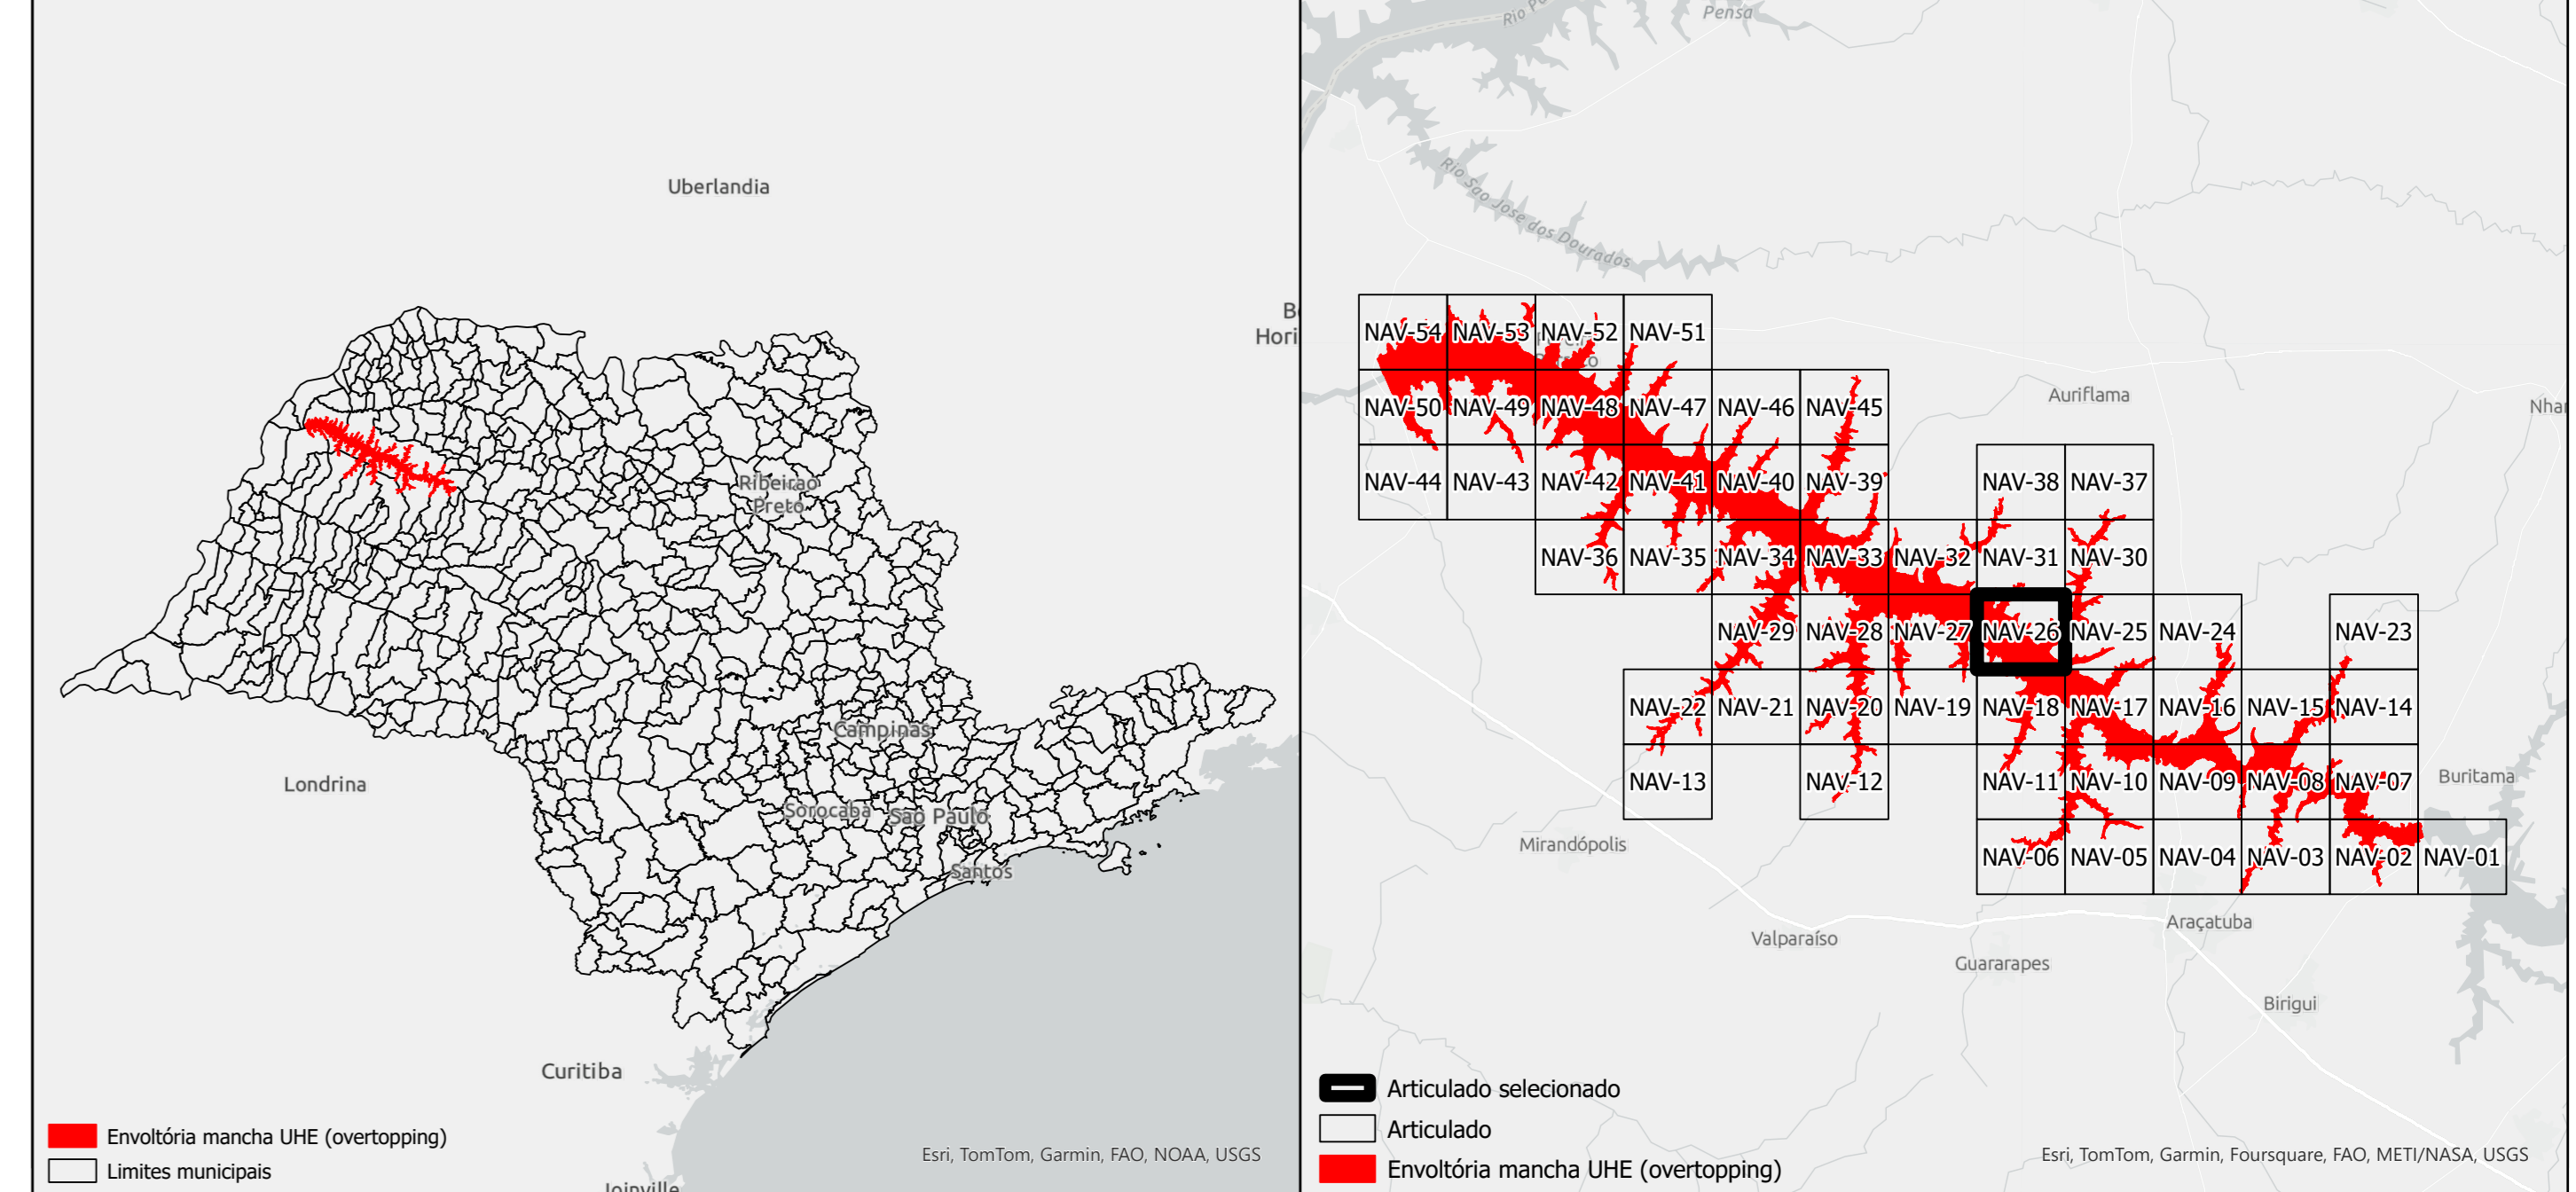 Uberlandia
Ribeirao
Preto
Campinas
Londrina
Sorocaba
Sao Paulo
Santos
Curitiba
Joinville
Envoltória mancha UHE (overtopping)
Limites municipais
Esri, TomTom, Garmin, FAO, NOAA, USGS
Pensa
Rio Sao Jose dos Dourados
NAV-54 NAV-53 NAV-52 NAV-51
NAV-50 NAV-49 NAV-48 NAV-47 NAV-46 NAV-45
Auriflama
NAV-44 NAV-43 NAV-42 NAV-41 NAV-40 NAV-39 NAV-38 NAV-37
NAV-36 NAV-35 NAV-34 NAV-33 NAV-32 NAV-31 NAV-30
NAV-29 NAV-28 NAV-27 NAV-26 NAV-25 NAV-24 NAV-23
NAV-22 NAV-21 NAV-20 NAV-19 NAV-18 NAV-17 NAV-16 NAV-15 NAV-14
NAV-13 NAV-12 NAV-11 NAV-10 NAV-09 NAV-08 NAV-07
Buritama
Mirandópolis
NAV-06 NAV-05 NAV-04 NAV-03 NAV-02 NAV-01
Araçatuba
Valparaíso
Guararapes
Birigui
Articulado selecionado
Articulado
Envoltória mancha UHE (overtopping)
Esri, TomTom, Garmin, Foursquare, FAO, METI/NASA, USGS